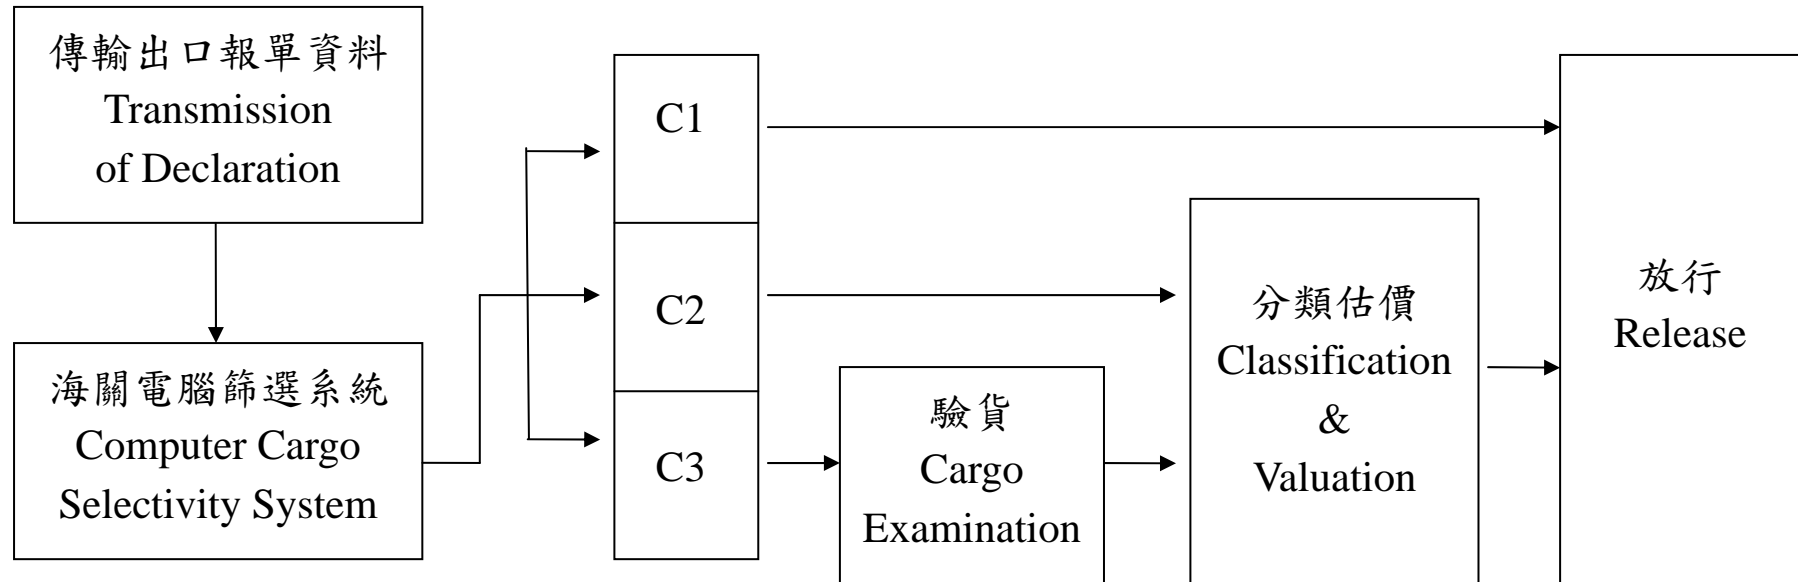 傳輸出口報單資料
Transmission
of Declaration
海關電腦篩選系統
Computer Cargo
Selectivity System
C1
C2
C3
驗貨
Cargo
Examination
分類估價
Classification
&
Valuation
放行
Release